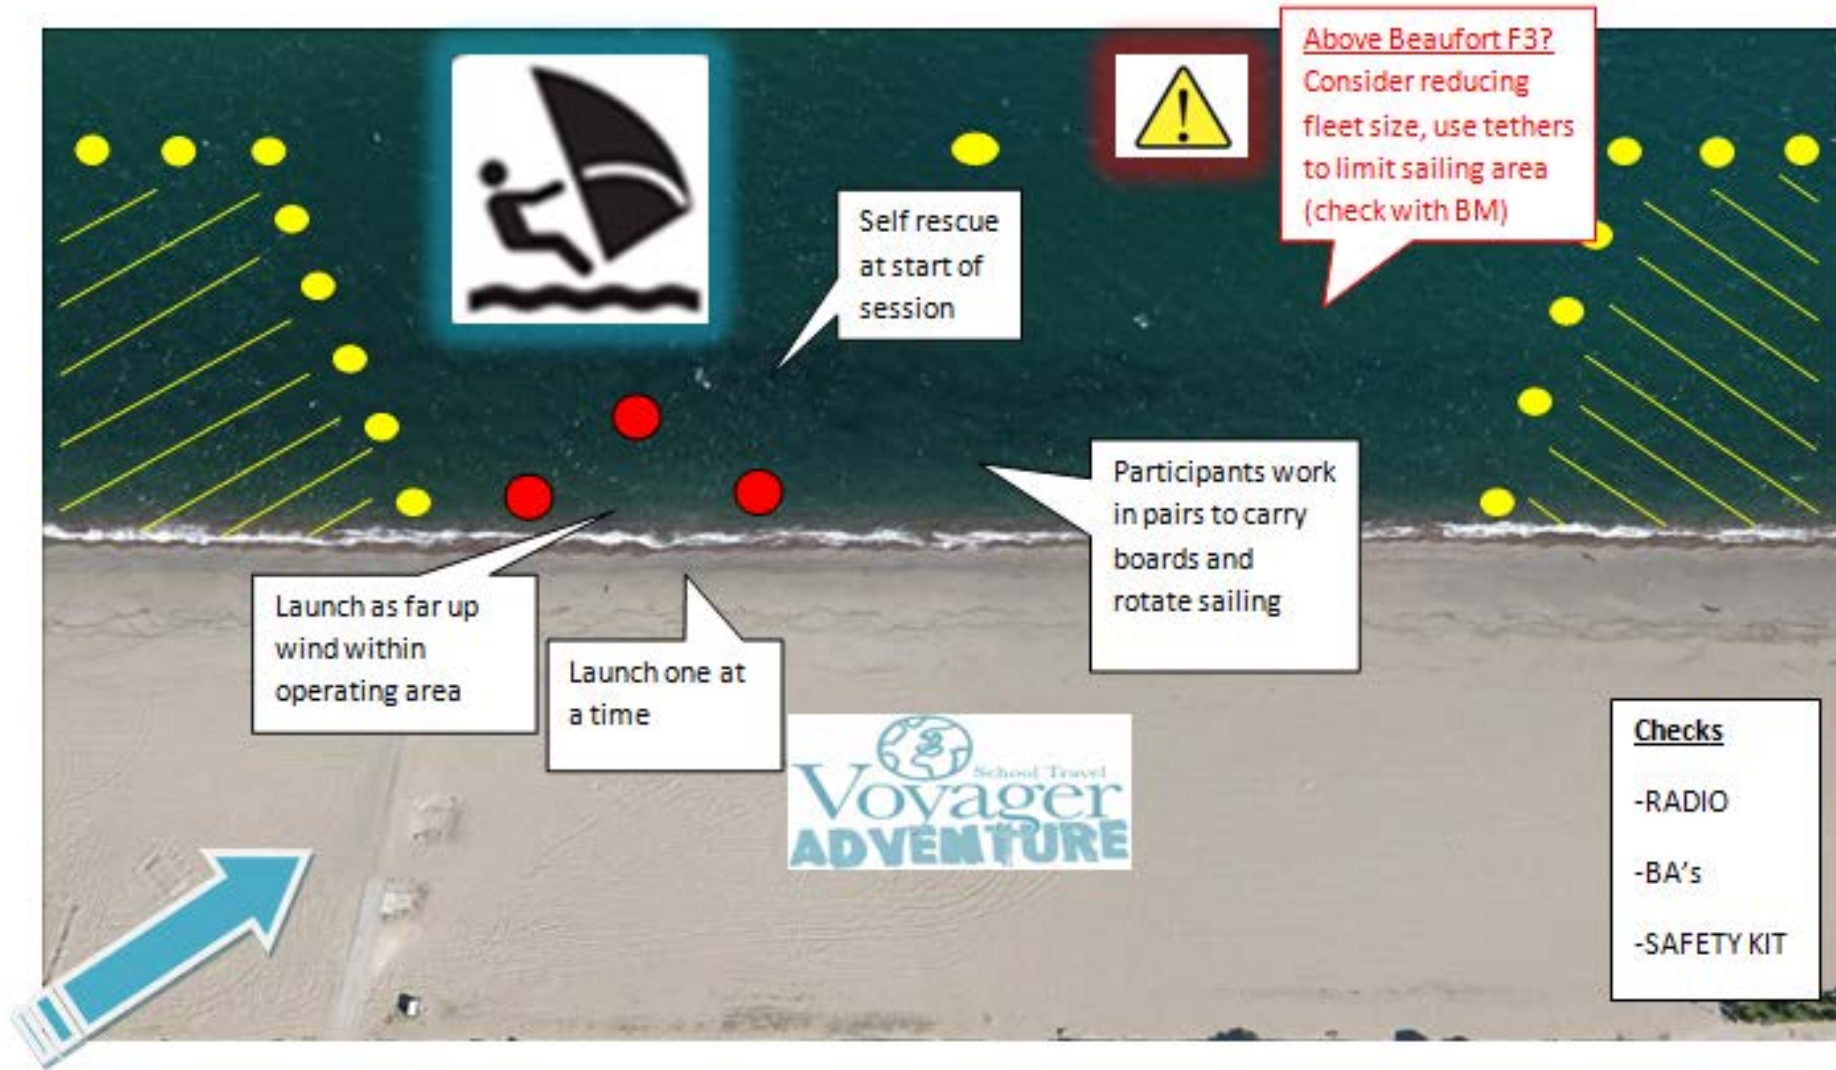 Above Beaufort F3?
Consider reducing
fleet size, use tethers
to limit sailing area
(check with BM)
Self rescue
at start of
session
Participants work
in pairs to carry
boards and
rotate sailing
Launch as far up
wind within
operating area
Launch one at
a time
School Travel
Voyager
ADVENTURE
Checks
-RADIO
-BA's
-SAFETY KIT